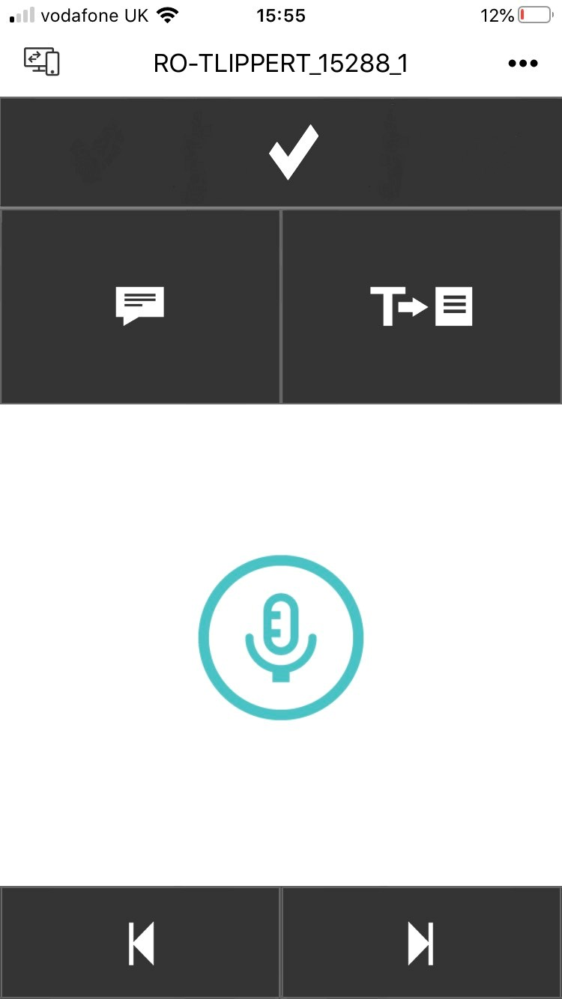 vodafone UK 15:55 12%
RO-TLIPPERT_15288_1
T